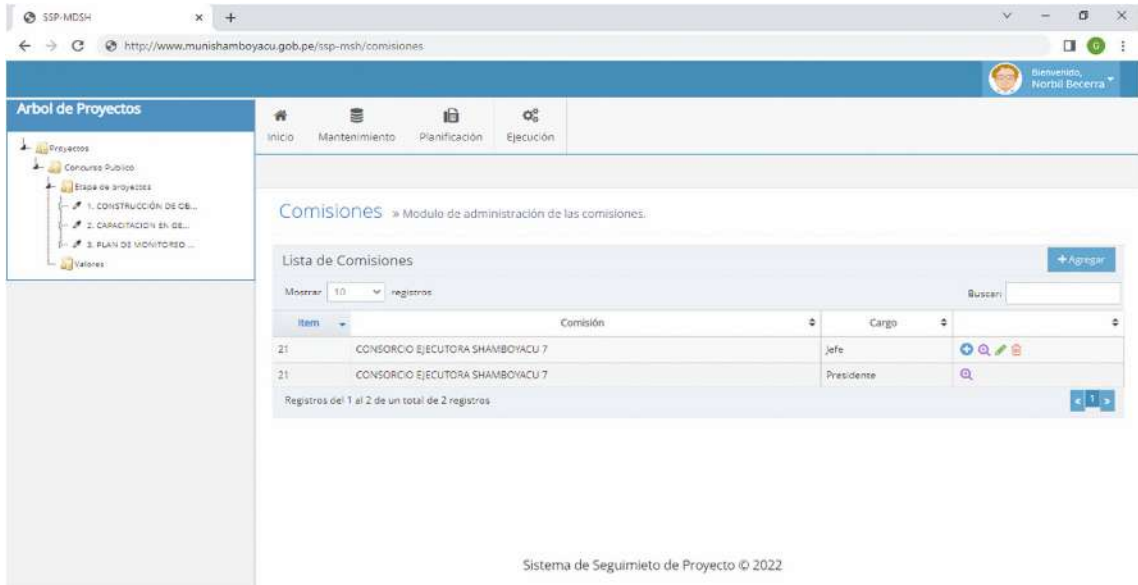 SSP-MDSH
http://www.munishamboyacu.gob.pe/ssp-msh/comisiones
G
Bienvenido,
Norbil Becerra
Arbol de Proyectos
Proyectos
Concurso Publico
Etapa de proyectos
1. CONSTRUCCIÓN DE OB...
2. CAPACITACION EN GE...
3. PLAN DE MONITOREO ...
Valores
Inicio Mantenimiento Planificación Ejecución
Comisiones » Modulo de administración de las comisiones.
Lista de Comisiones
+ Agregar
Mostrar 10 registros
Buscar:
Item Comisión Cargo
21 CONSORCIO EJECUTORA SHAMBOYACU 7 Jefe
21 CONSORCIO EJECUTORA SHAMBOYACU 7 Presidente
Registros del 1 al 2 de un total de 2 registros
« 1 »
Sistema de Seguimieto de Proyecto © 2022